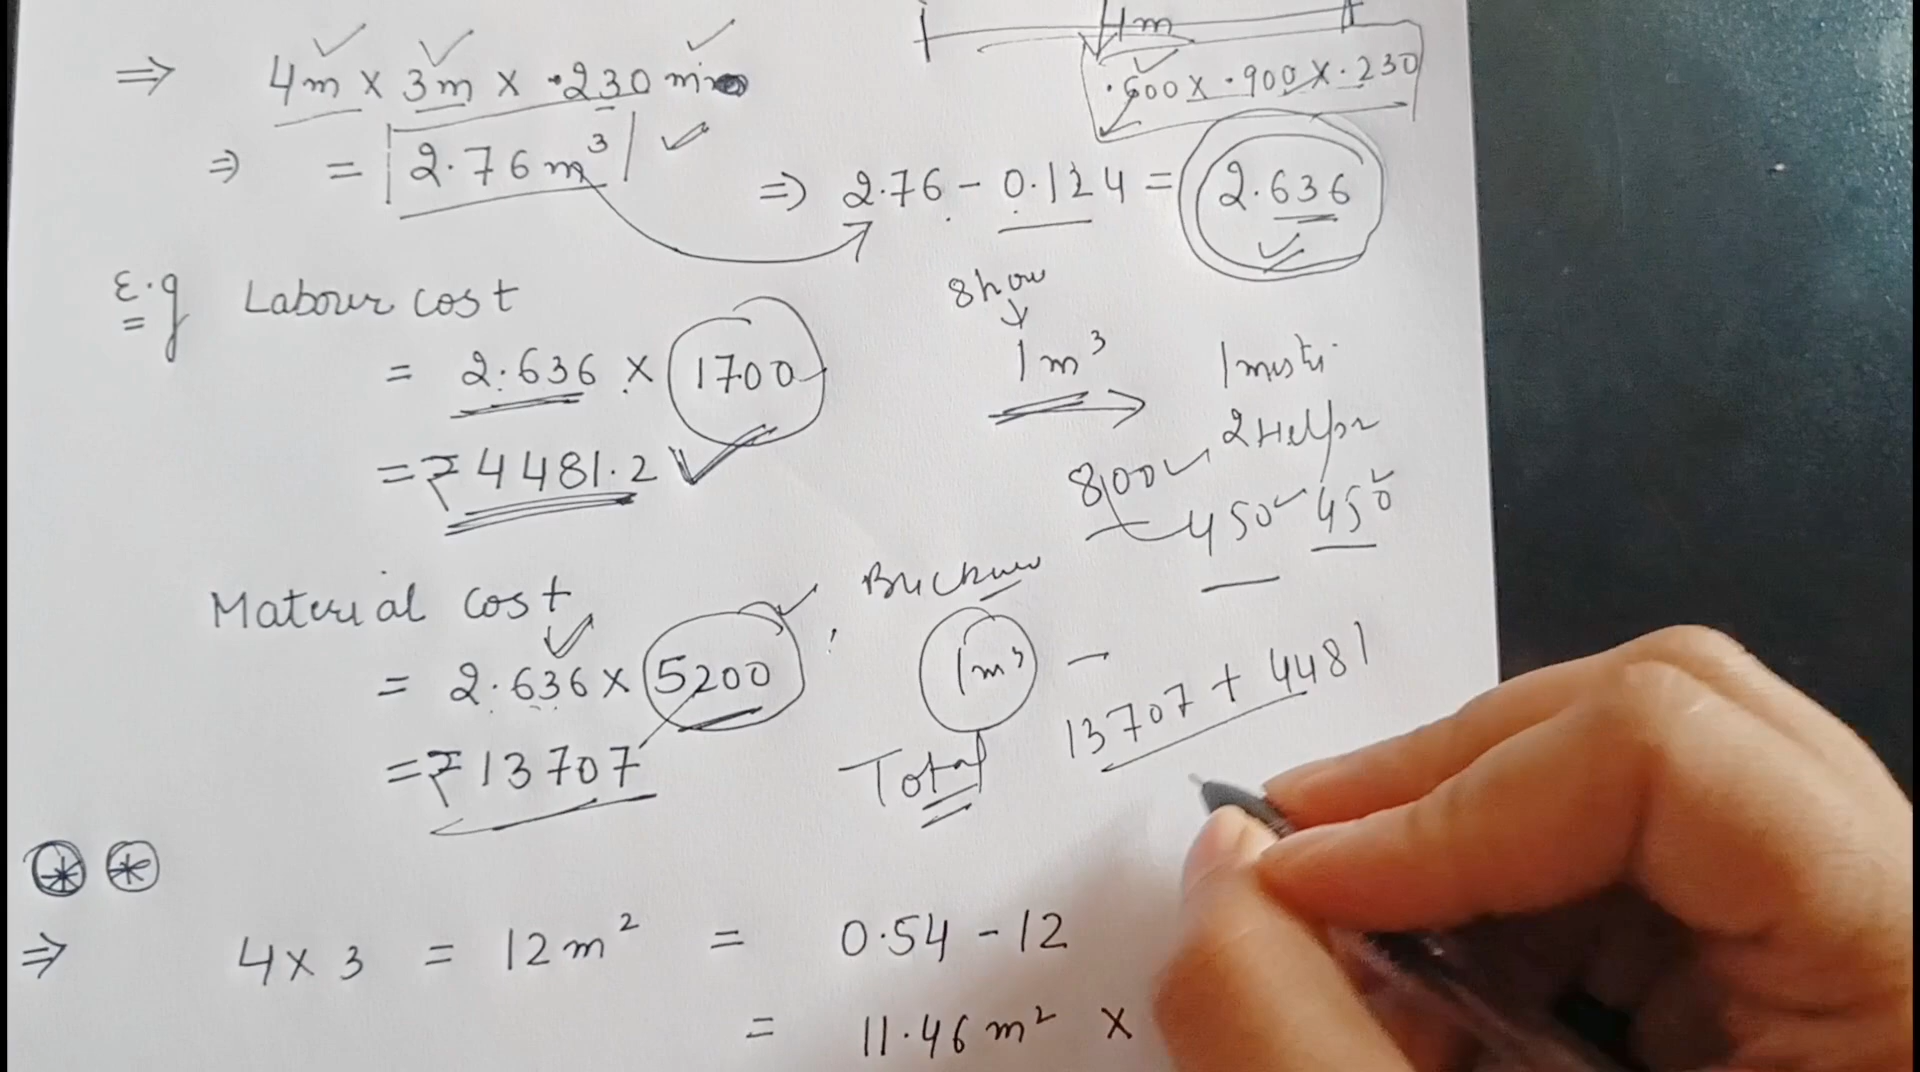 4m
⇒ 4m x 3m x .230 m
.600 x .900 x .230
⇒ = 2.76 m³
⇒ 2.76 - 0.124 = 2.636
E.g Labour cost
= 2.636 x 1700
= ₹ 4481.2
8 hour
1 m³
1 mistri
2 Helper
800
450 450
Material cost
= 2.636 x 5200
= ₹ 13707
Brickwork
1m³ -
Total 13707 + 4481
⇒ 4 x 3 = 12 m² = 0.54 - 12
= 11.46 m² x